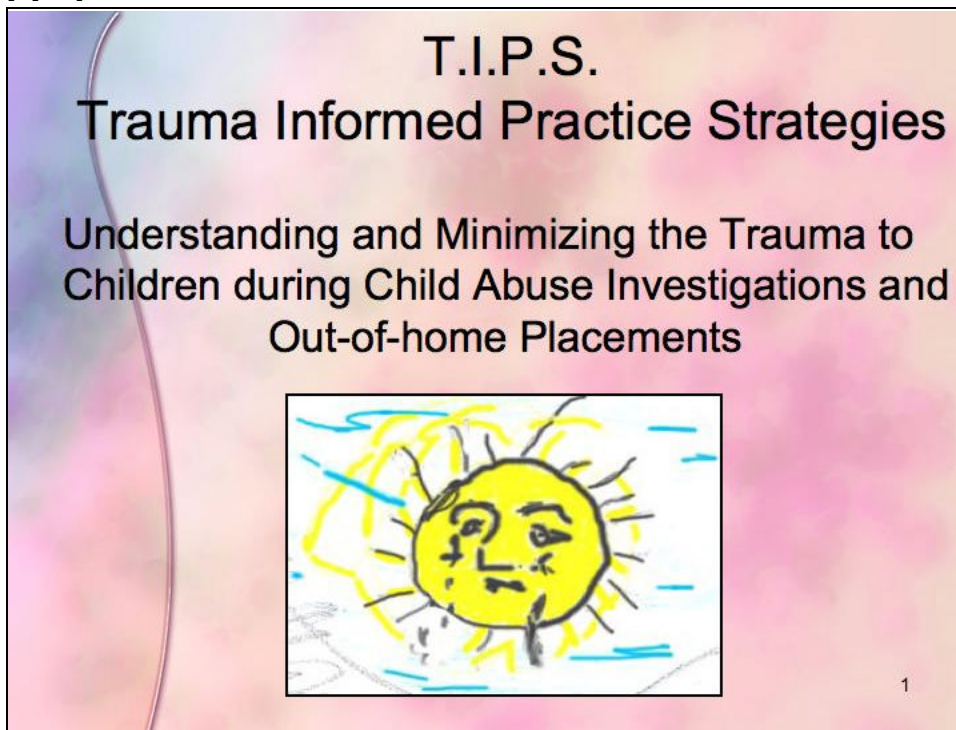 T.I.P.S.
Trauma Informed Practice Strategies
Understanding and Minimizing the Trauma to
Children during Child Abuse Investigations and
Out-of-home Placements
1